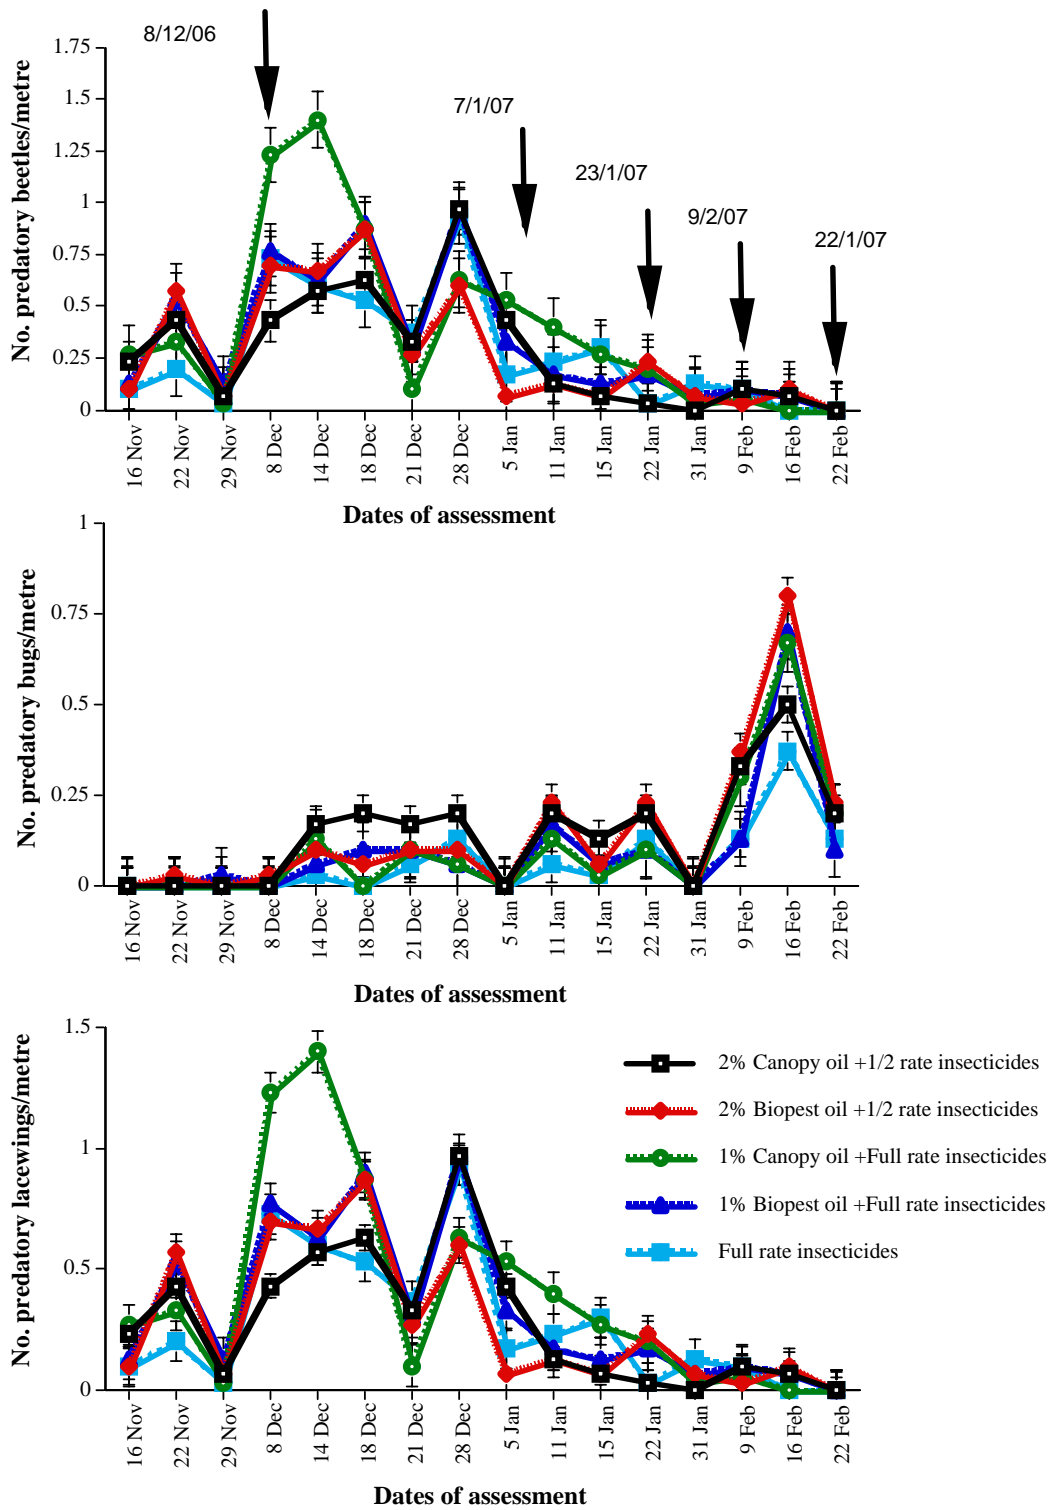 8/12/06
7/1/07
23/1/07
9/2/07
22/1/07
No. predatory beetles/metre
1.75
1.5
1.25
1
0.75
0.5
0.25
0
16 Nov
22 Nov
29 Nov
8 Dec
14 Dec
18 Dec
21 Dec
28 Dec
5 Jan
11 Jan
15 Jan
22 Jan
31 Jan
9 Feb
16 Feb
22 Feb
Dates of assessment
No. predatory bugs/metre
1
0.75
0.5
0.25
0
16 Nov
22 Nov
29 Nov
8 Dec
14 Dec
18 Dec
21 Dec
28 Dec
5 Jan
11 Jan
15 Jan
22 Jan
31 Jan
9 Feb
16 Feb
22 Feb
Dates of assessment
No. predatory lacewings/metre
1.5
1
0.5
0
2% Canopy oil +1/2 rate insecticides
2% Biopest oil +1/2 rate insecticides
1% Canopy oil +Full rate insecticides
1% Biopest oil +Full rate insecticides
Full rate insecticides
16 Nov
22 Nov
29 Nov
8 Dec
14 Dec
18 Dec
21 Dec
28 Dec
5 Jan
11 Jan
15 Jan
22 Jan
31 Jan
9 Feb
16 Feb
22 Feb
Dates of assessment